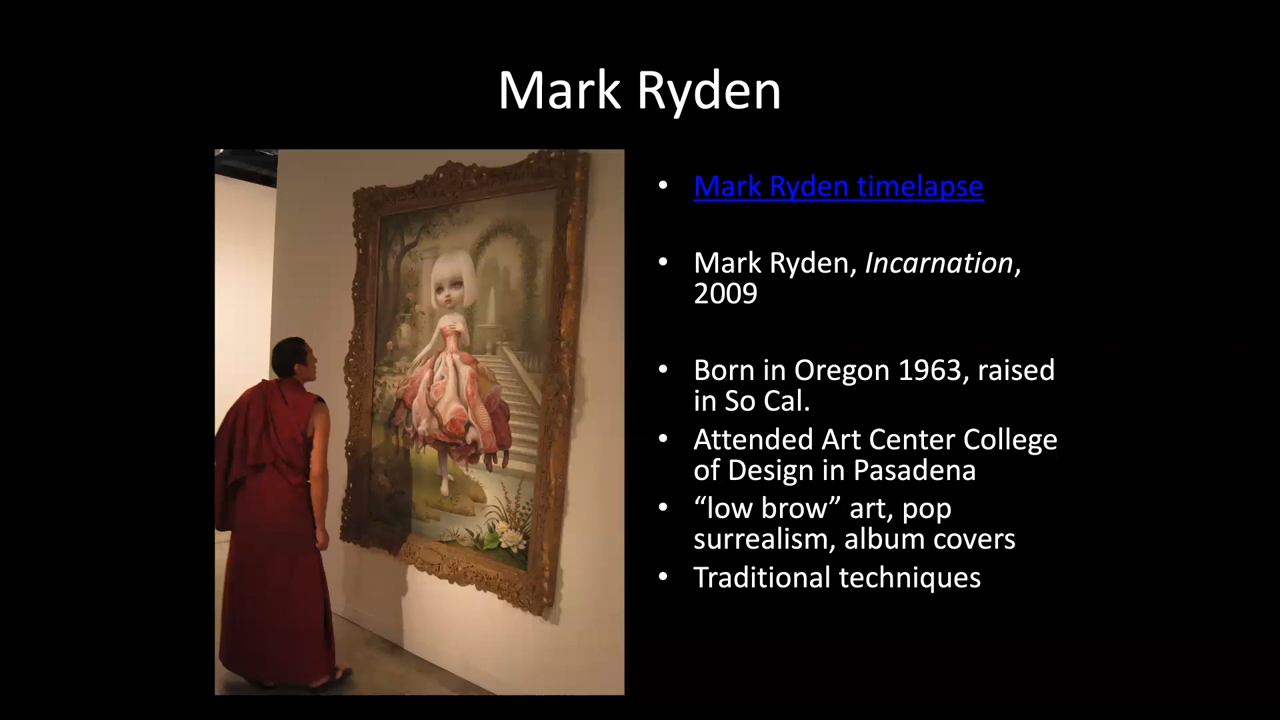 Mark Ryden
• Mark Ryden timelapse
• Mark Ryden, Incarnation,
2009
• Born in Oregon 1963, raised
in So Cal.
• Attended Art Center College
of Design in Pasadena
• “low brow” art, pop
surrealism, album covers
• Traditional techniques